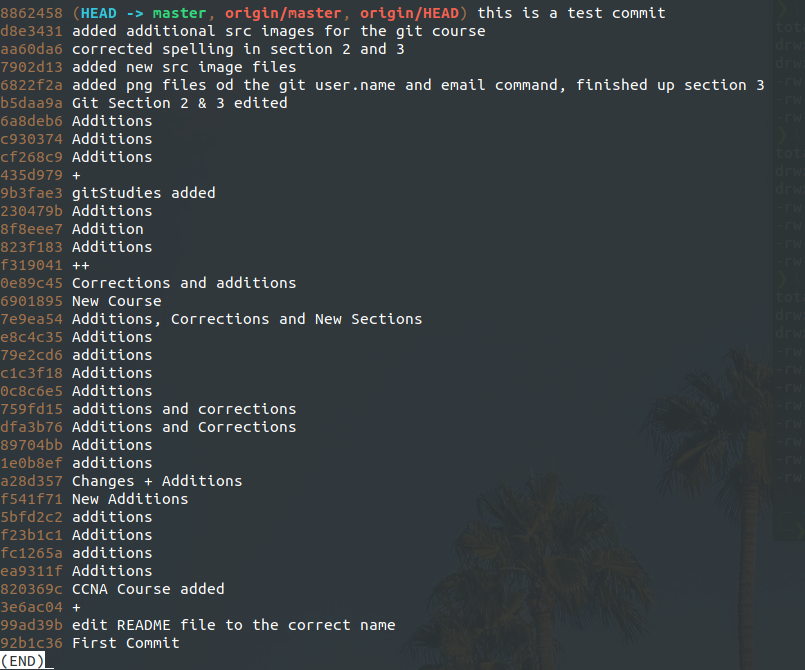 8862458 (HEAD -> master, origin/master, origin/HEAD) this is a test commit
d8e3431 added additional src images for the git course
aa60da6 corrected spelling in section 2 and 3
7902d13 added new src image files
6822f2a added png files od the git user.name and email command, finished up section 3
b5daa9a Git Section 2 & 3 edited
6a8deb6 Additions
c930374 Additions
cf268c9 Additions
435d979 +
9b3fae3 gitStudies added
230479b Additions
8f8eee7 Addition
823f183 Additions
f319041 ++
0e89c45 Corrections and additions
6901895 New Course
7e9ea54 Additions, Corrections and New Sections
e8c4c35 Additions
79e2cd6 additions
c1c3f18 Additions
0c8c6e5 Additions
759fd15 additions and corrections
dfa3b76 Additions and Corrections
89704bb Additions
1e0b8ef additions
a28d357 Changes + Additions
f541f71 New Additions
5bfd2c2 additions
f23b1c1 Additions
fc1265a additions
ea9311f Additions
820369c CCNA Course added
3e6ac04 +
99ad39b edit README file to the correct name
92b1c36 First Commit
(END)